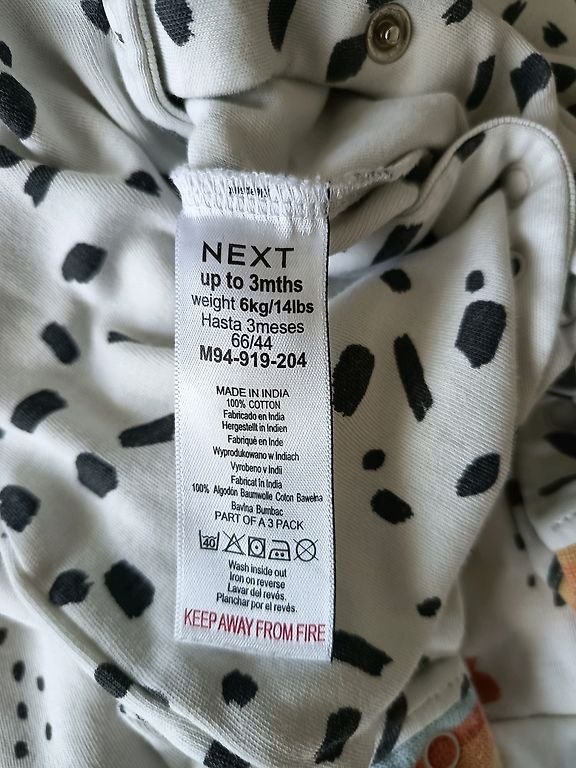 NEXT
up to 3mths
weight 6kg/14lbs
Hasta 3meses
66/44
M94-919-204
MADE IN INDIA
100% COTTON
Fabricado en India
Hergestellt in Indien
Fabriqué en Inde
Wyprodukowano w Indiach
Vyrobeno v Indii
Fabricat în India
100% Algodón Baumwolle Coton Bawełna
Bavlna Bumbac
PART OF A 3 PACK
40
Wash inside out
Iron on reverse
Lavar del revés.
Planchar por el revés.
KEEP AWAY FROM FIRE